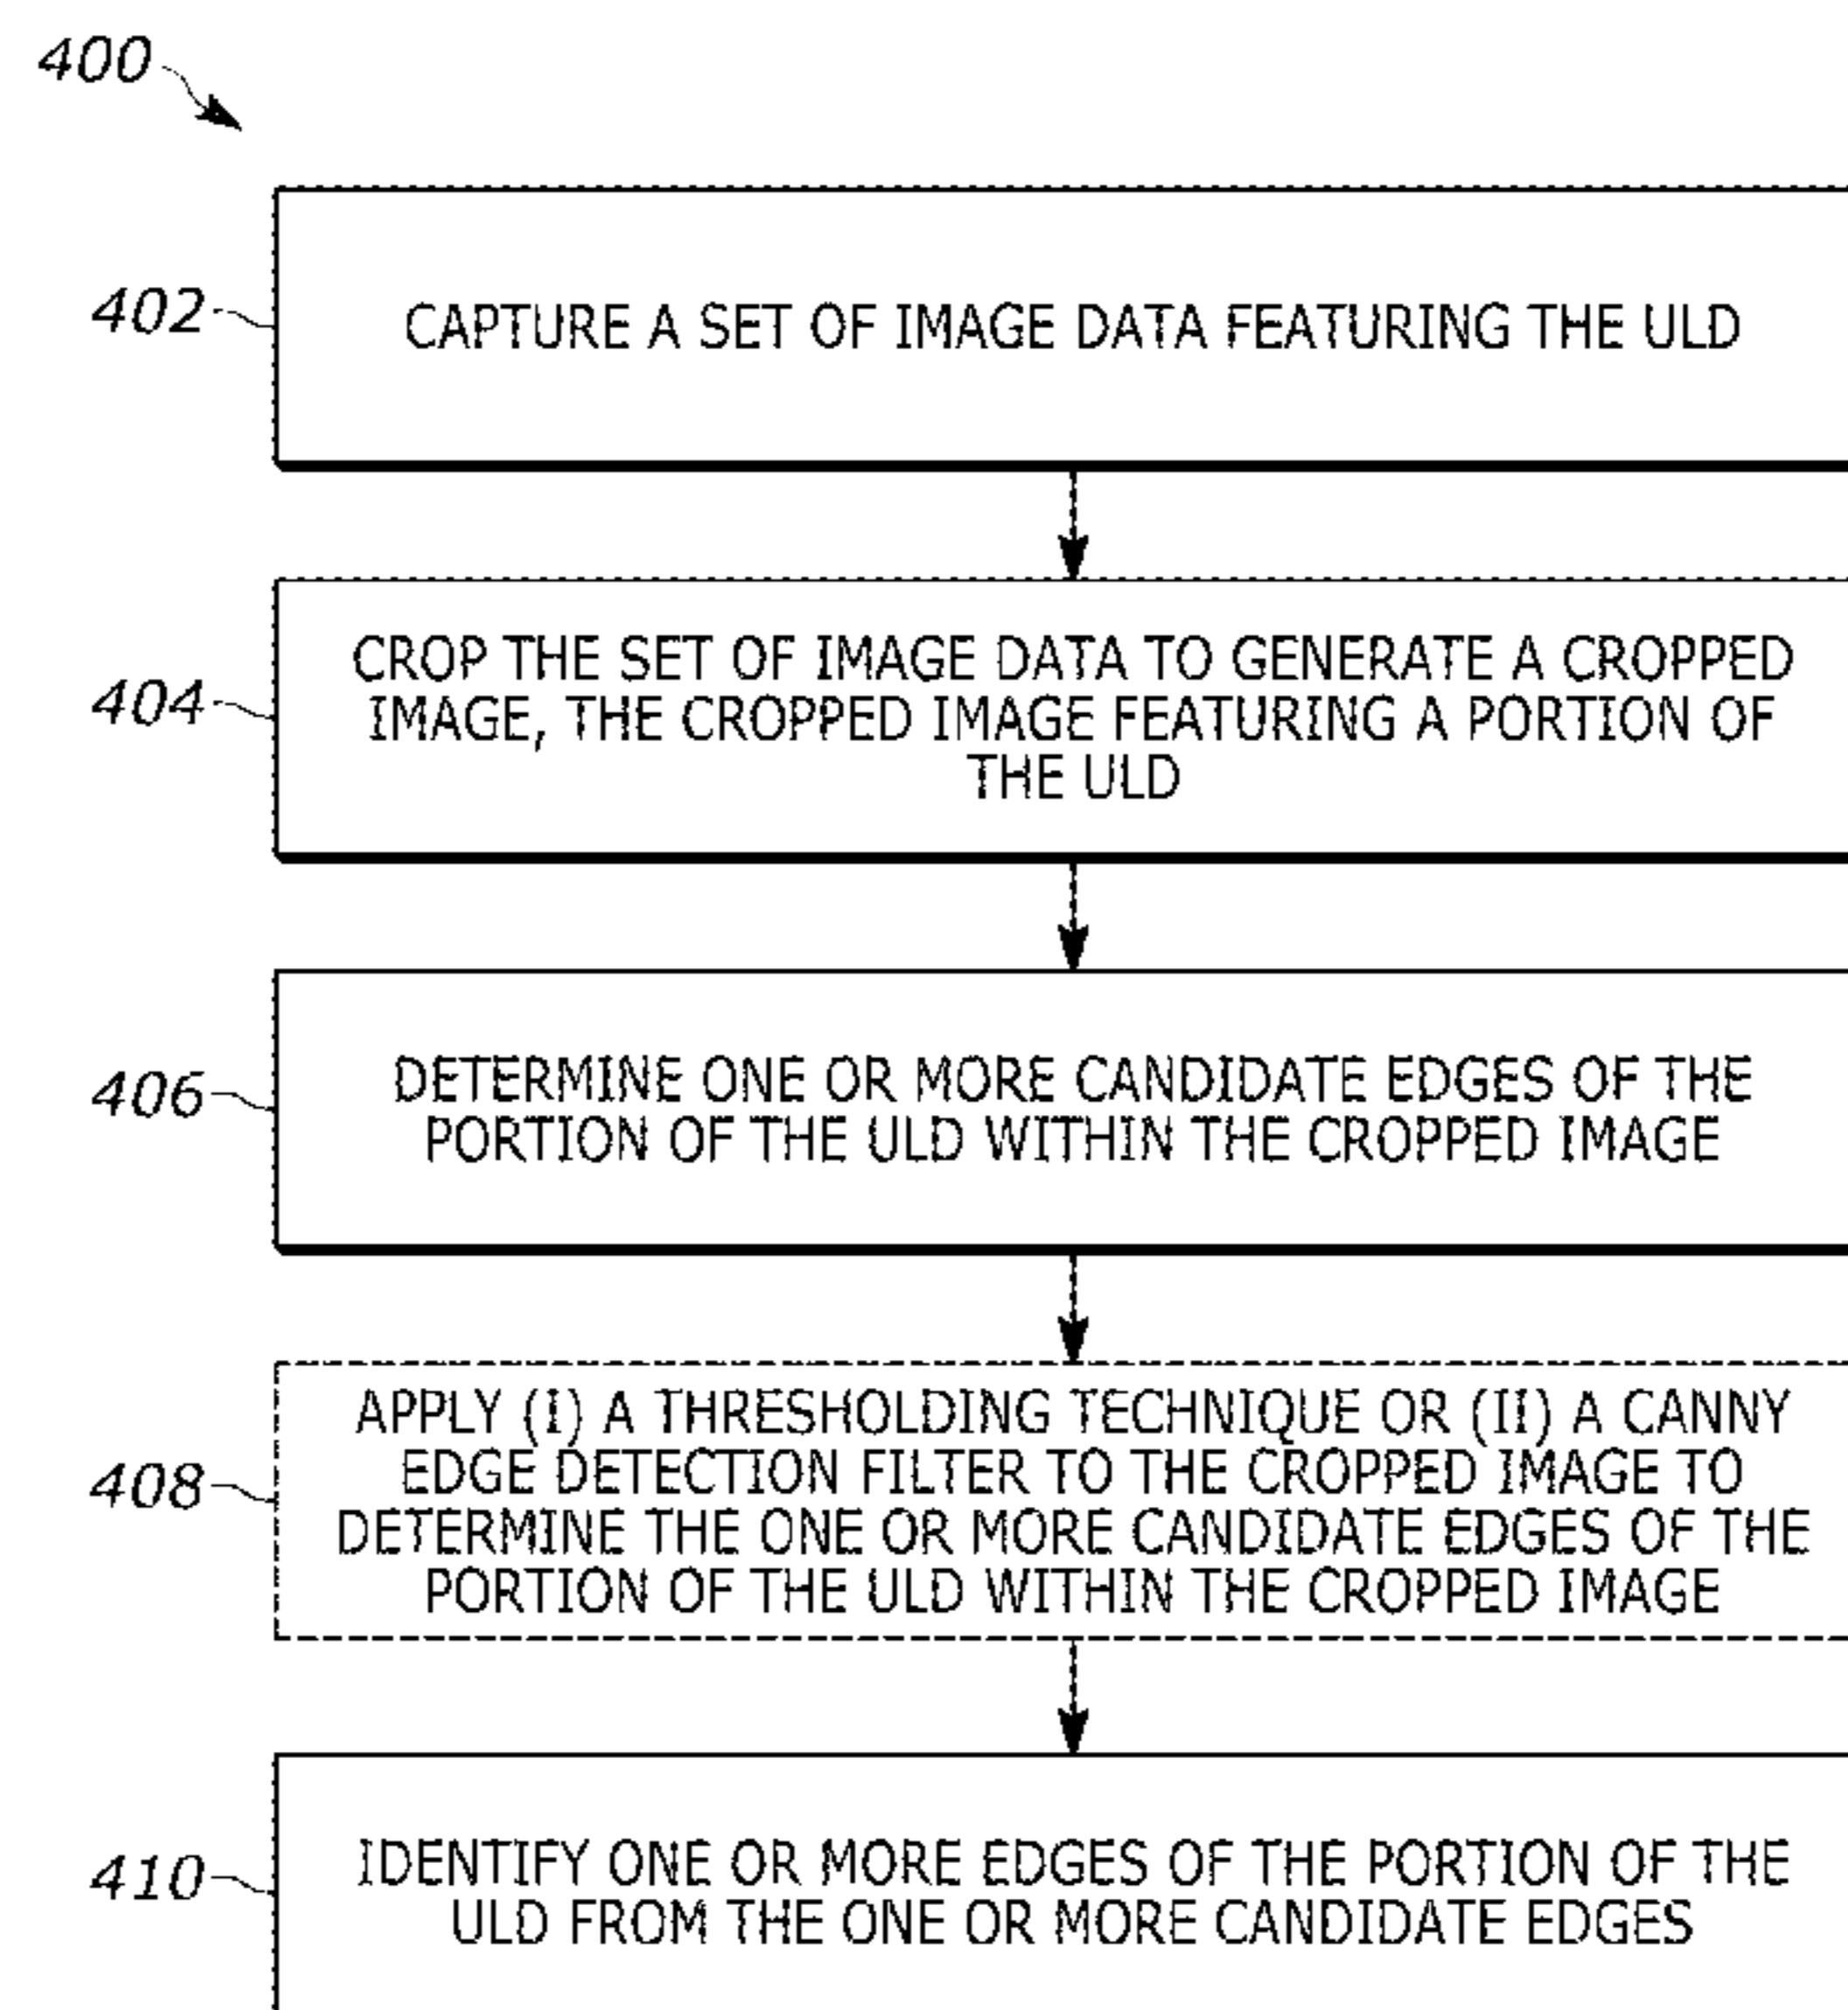 400
402
CAPTURE A SET OF IMAGE DATA FEATURING THE ULD
404
CROP THE SET OF IMAGE DATA TO GENERATE A CROPPED
IMAGE, THE CROPPED IMAGE FEATURING A PORTION OF
THE ULD
406
DETERMINE ONE OR MORE CANDIDATE EDGES OF THE
PORTION OF THE ULD WITHIN THE CROPPED IMAGE
408
APPLY (I) A THRESHOLDING TECHNIQUE OR (II) A CANNY
EDGE DETECTION FILTER TO THE CROPPED IMAGE TO
DETERMINE THE ONE OR MORE CANDIDATE EDGES OF THE
PORTION OF THE ULD WITHIN THE CROPPED IMAGE
410
IDENTIFY ONE OR MORE EDGES OF THE PORTION OF THE
ULD FROM THE ONE OR MORE CANDIDATE EDGES